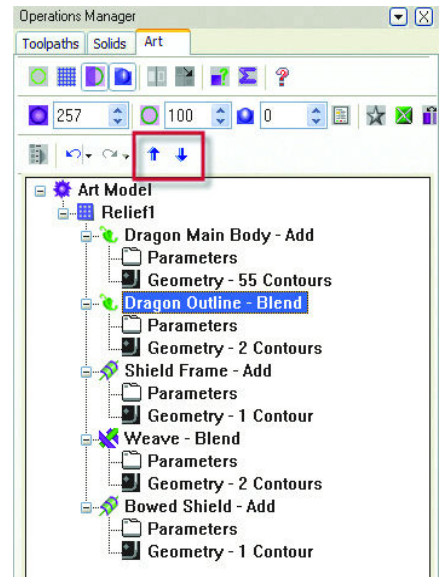 Operations Manager
Toolpaths Solids Art
257 100 0
Art Model
Relief1
Dragon Main Body - Add
Parameters
Geometry - 55 Contours
Dragon Outline - Blend
Parameters
Geometry - 2 Contours
Shield Frame - Add
Parameters
Geometry - 1 Contour
Weave - Blend
Parameters
Geometry - 2 Contours
Bowed Shield - Add
Parameters
Geometry - 1 Contour